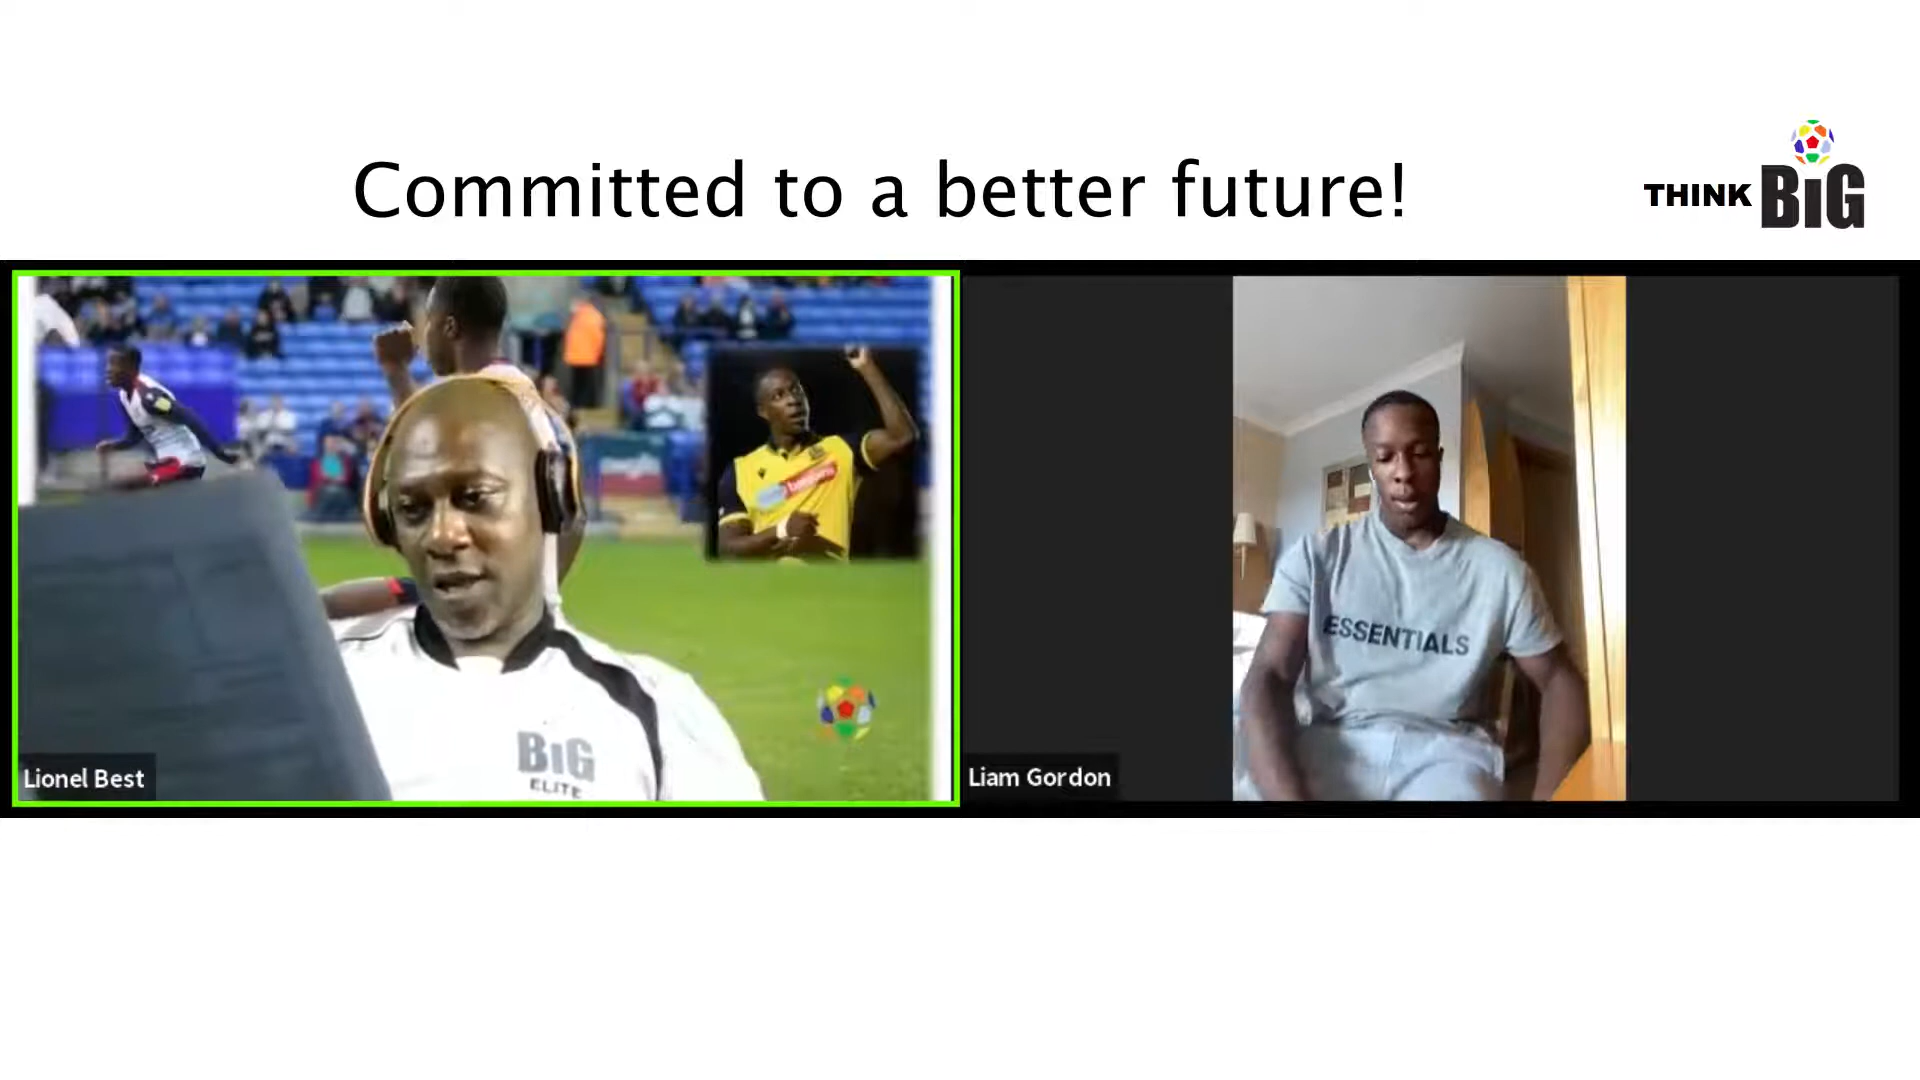 Committed to a better future!
THINK BiG
BiG
ELITE
Lionel Best
ESSENTIALS
Liam Gordon